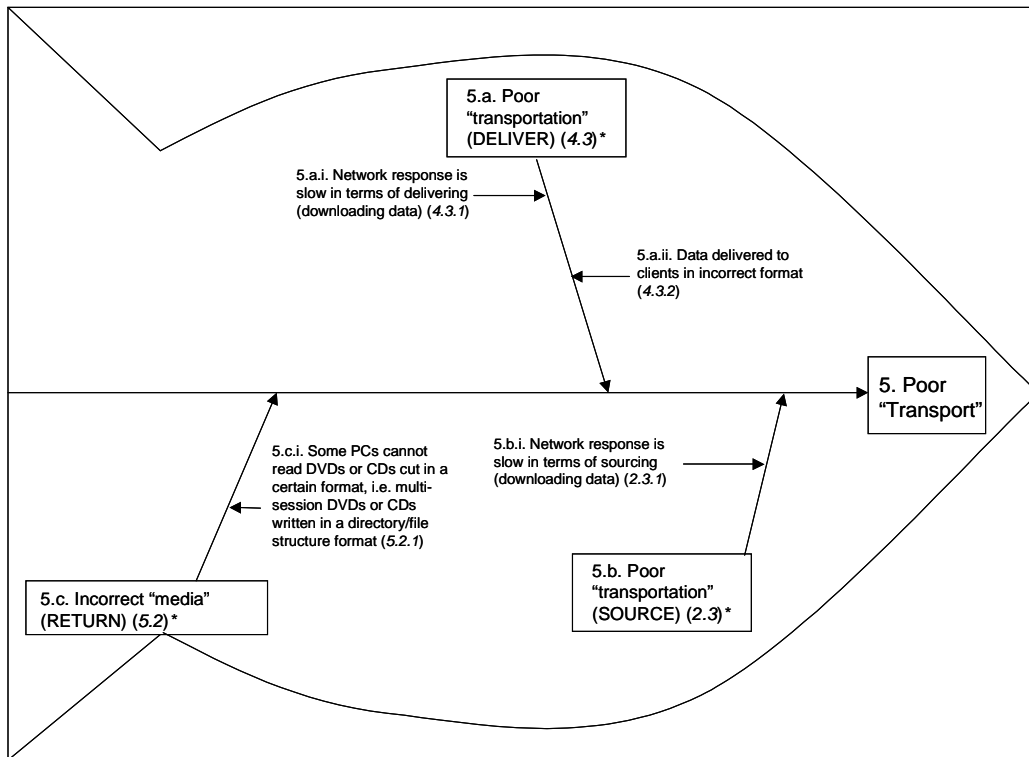 5.a. Poor
“transportation”
(DELIVER) (4.3)*
5.a.i. Network response is
slow in terms of delivering
(downloading data) (4.3.1)
5.a.ii. Data delivered to
clients in incorrect format
(4.3.2)
5. Poor
“Transport”
5.c.i. Some PCs cannot
read DVDs or CDs cut in a
certain format, i.e. multi-
session DVDs or CDs
written in a directory/file
structure format (5.2.1)
5.b.i. Network response is
slow in terms of sourcing
(downloading data) (2.3.1)
5.c. Incorrect “media”
(RETURN) (5.2)*
5.b. Poor
“transportation”
(SOURCE) (2.3)*